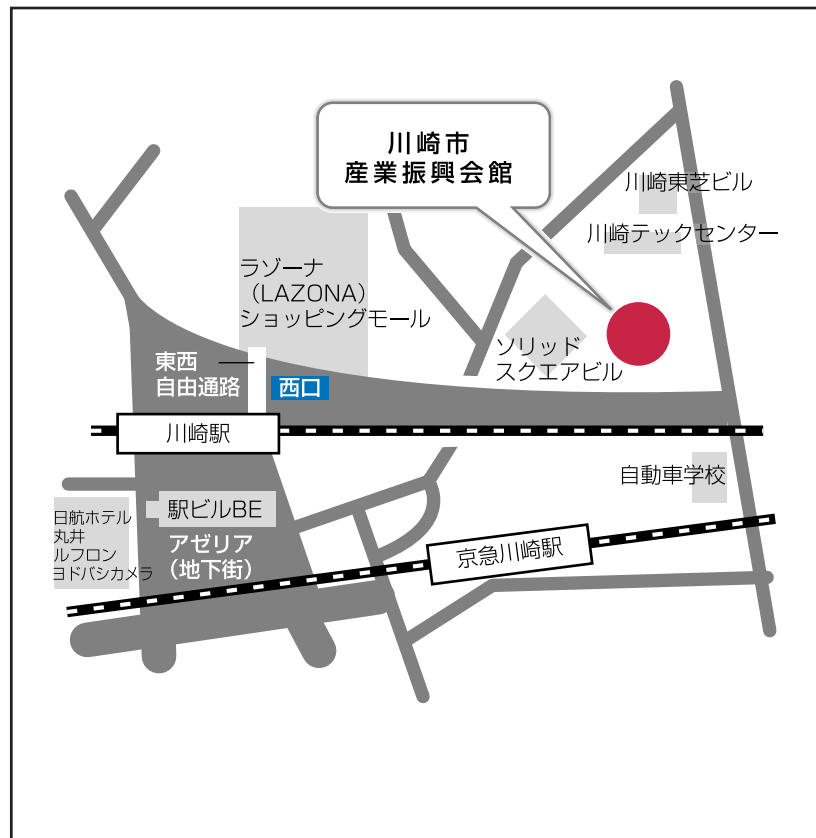 川崎市
産業振興会館
川崎東芝ビル
川崎テックセンター
ラゾーナ
（LAZONA）
ショッピングモール
ソリッド
スクエアビル
東西
自由通路
西口
川崎駅
自動車学校
駅ビルBE
日航ホテル
丸井
ルフロン
ヨドバシカメラ
アゼリア
（地下街）
京急川崎駅